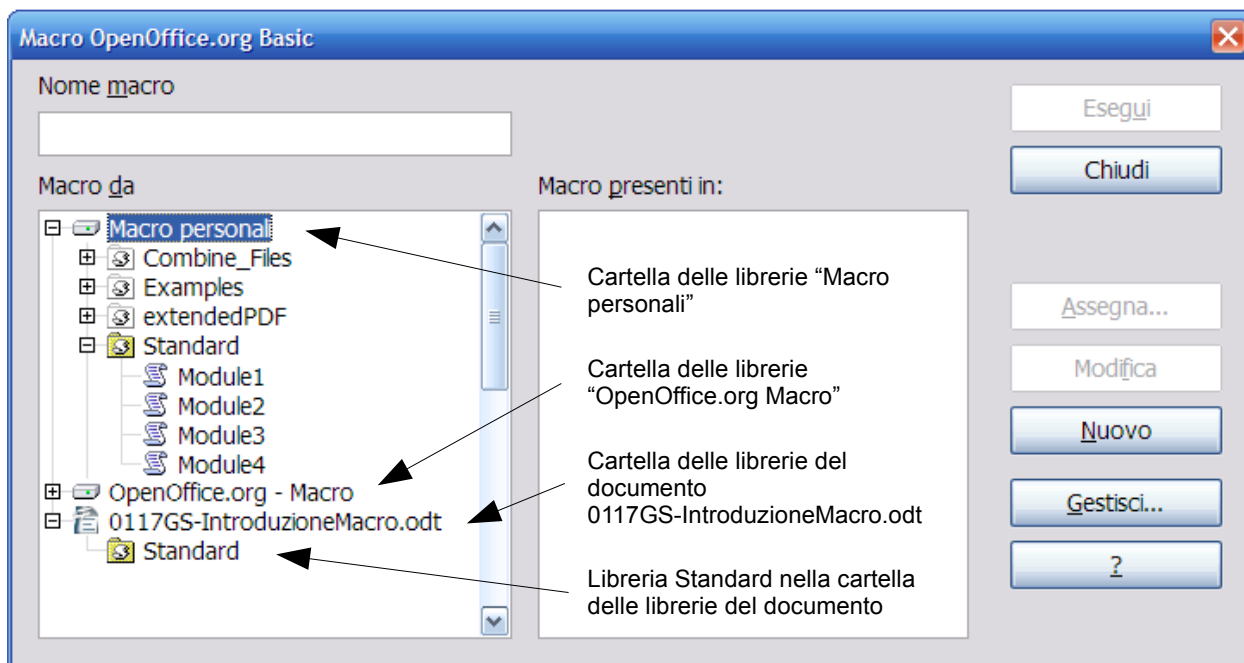 Macro OpenOffice.org Basic
Nome macro
Esegui
Chiudi
Macro da
Macro presenti in:
Macro personal
Combine_Files
Examples
extendedPDF
Standard
Module1
Module2
Module3
Module4
OpenOffice.org - Macro
0117GS-IntroduzioneMacro.odt
Standard
Cartella delle librerie “Macro
personali”
Cartella delle librerie
“OpenOffice.org Macro”
Cartella delle librerie del
documento
0117GS-IntroduzioneMacro.odt
Libreria Standard nella cartella
delle librerie del documento
Assegna...
Modifica
Nuovo
Gestisci...
?